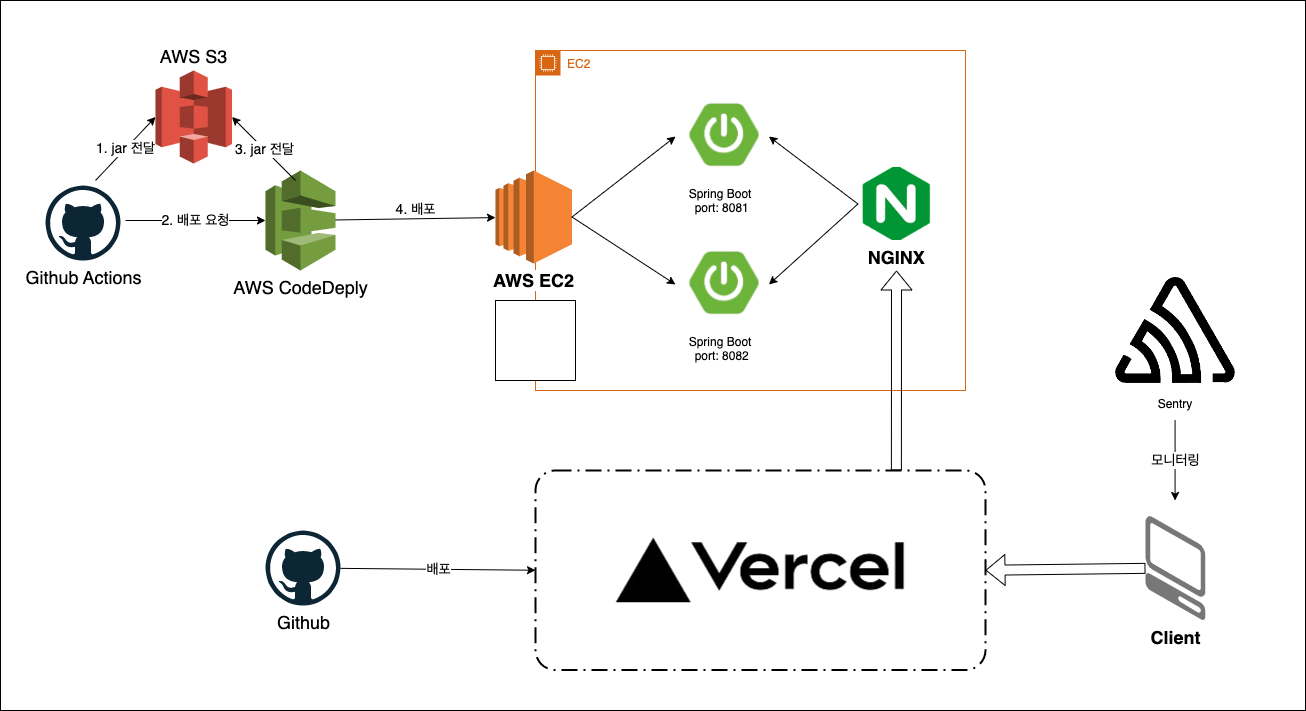 AWS S3
1. jar 전달
3. jar 전달
Github Actions
2. 배포 요청
AWS CodeDeply
4. 배포
AWS EC2
EC2
Spring Boot
port: 8081
Spring Boot
port: 8082
N
NGINX
Sentry
모니터링
Github
배포
Vercel
Client